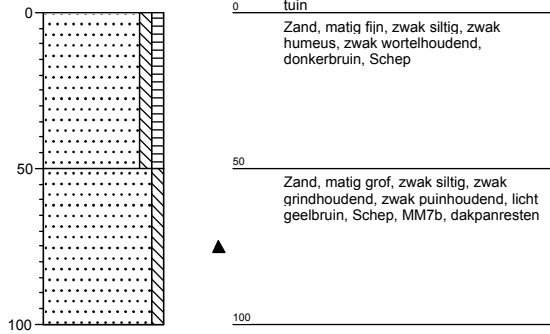 0
50
100
0
tuin
Zand, matig fijn, zwak siltig, zwak
humeus, zwak wortelhoudend,
donkerbruin, Schep
50
Zand, matig grof, zwak siltig, zwak
grindhoudend, zwak puinhoudend, licht
geelbruin, Schep, MM7b, dakpanresten
100